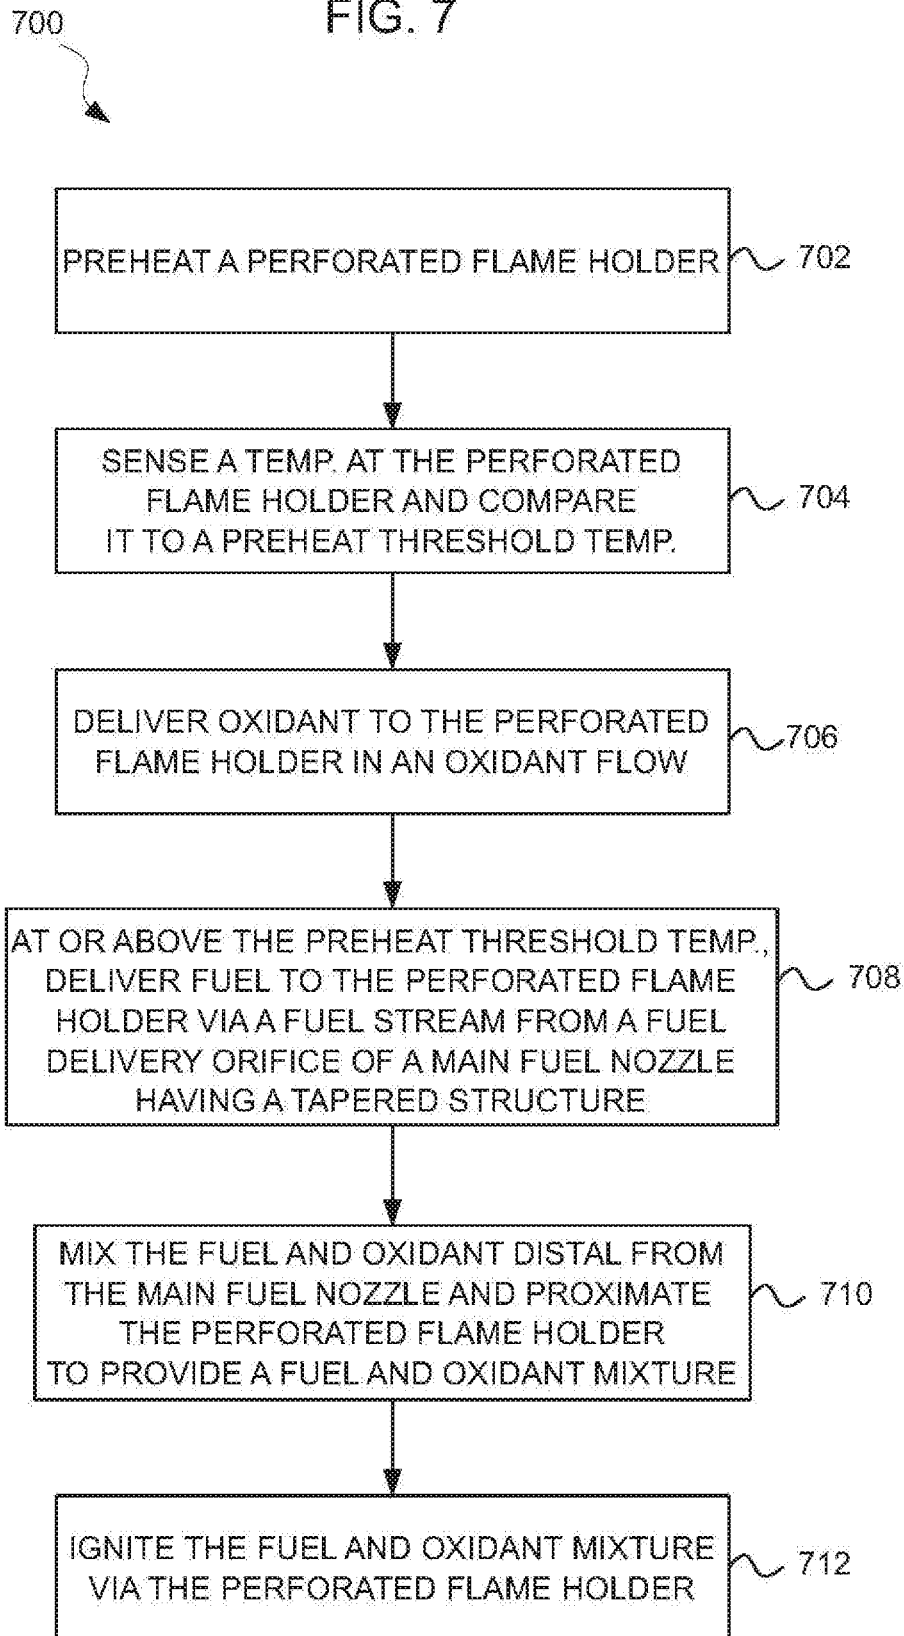 FIG. 7
700
PREHEAT A PERFORATED FLAME HOLDER
702
SENSE A TEMP. AT THE PERFORATED
FLAME HOLDER AND COMPARE
IT TO A PREHEAT THRESHOLD TEMP.
704
DELIVER OXIDANT TO THE PERFORATED
FLAME HOLDER IN AN OXIDANT FLOW
706
AT OR ABOVE THE PREHEAT THRESHOLD TEMP.,
DELIVER FUEL TO THE PERFORATED FLAME
HOLDER VIA A FUEL STREAM FROM A FUEL
DELIVERY ORIFICE OF A MAIN FUEL NOZZLE
HAVING A TAPERED STRUCTURE
708
MIX THE FUEL AND OXIDANT DISTAL FROM
THE MAIN FUEL NOZZLE AND PROXIMATE
THE PERFORATED FLAME HOLDER
TO PROVIDE A FUEL AND OXIDANT MIXTURE
710
IGNITE THE FUEL AND OXIDANT MIXTURE
VIA THE PERFORATED FLAME HOLDER
712